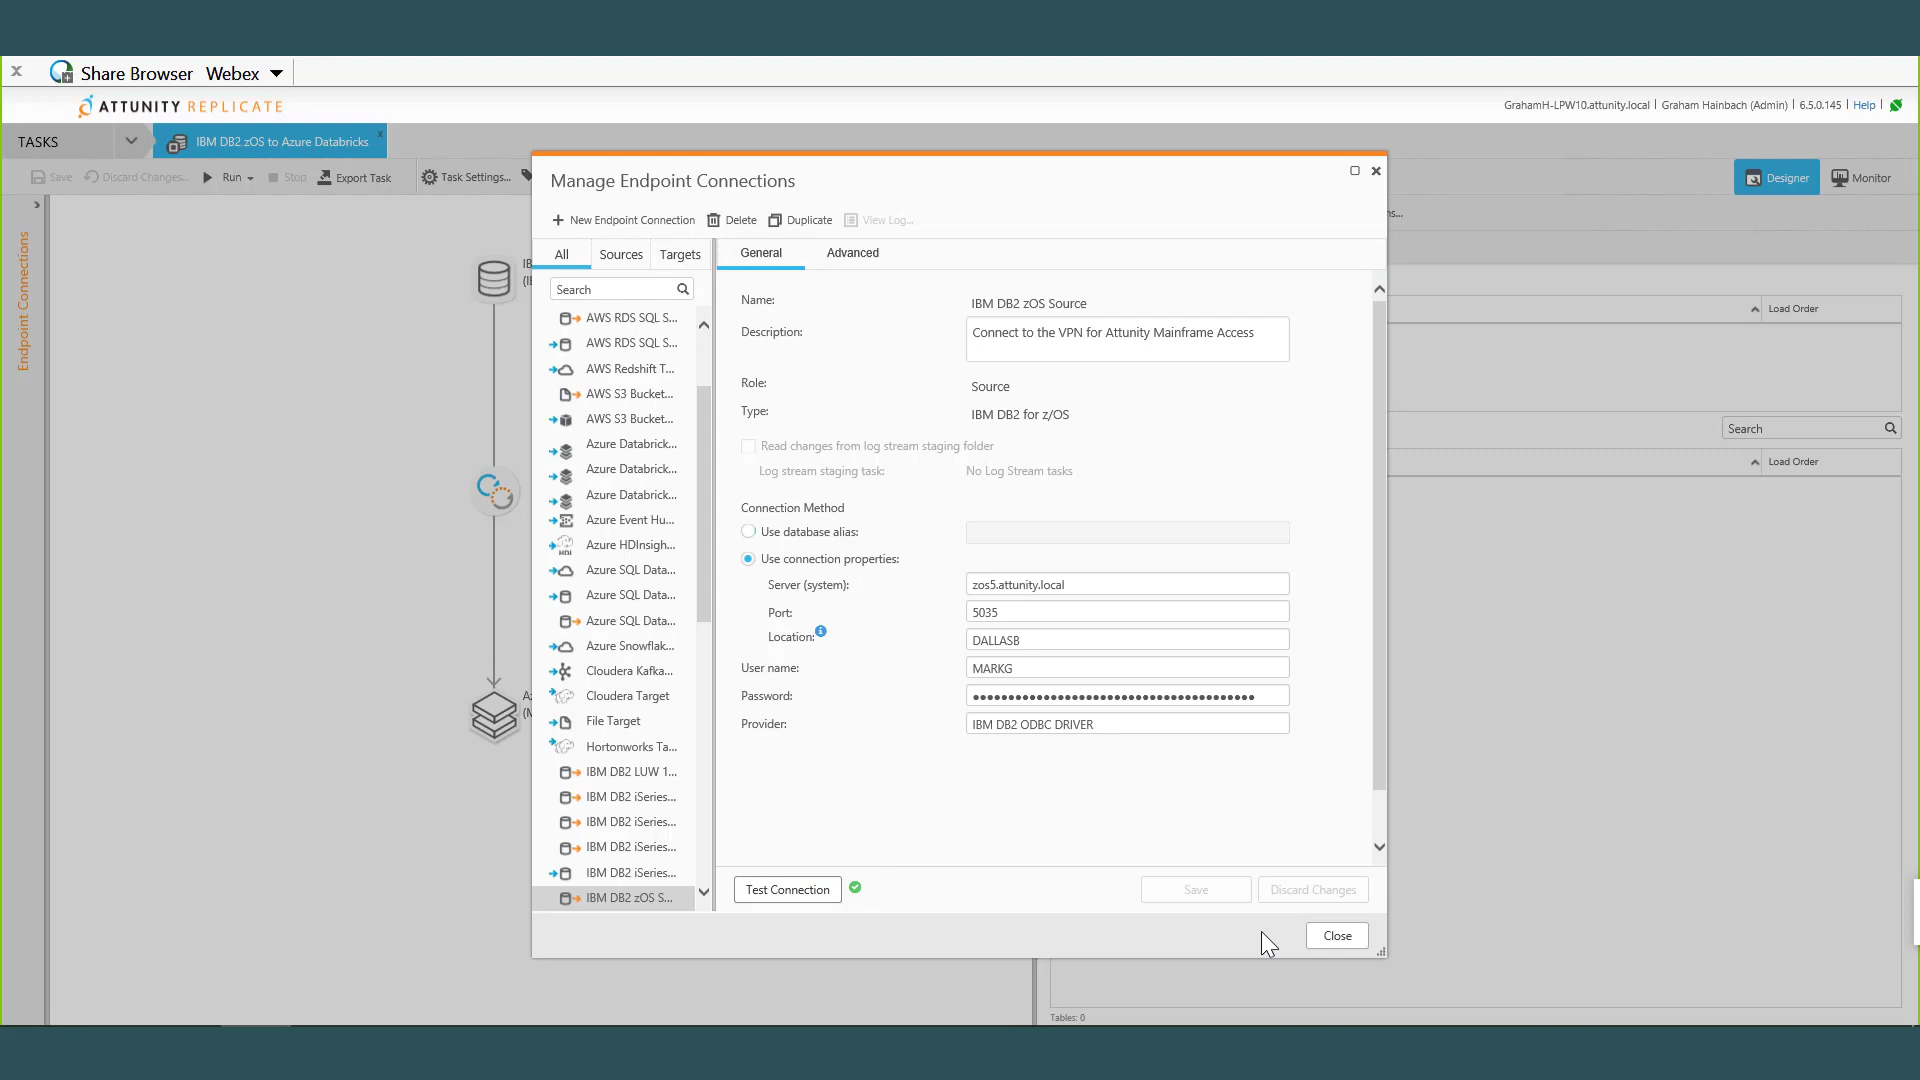 Share Browser Webex
ATTUNITY REPLICATE
GrahamH-LPW10.attunity.local | Graham Hainbach (Admin) | 6.5.0.145 | Help |
TASKS
IBM DB2 zOS to Azure Databricks
x
Save
Discard Changes...
Run
Stop
Export Task
Task Settings...
Designer
Monitor
Endpoint Connections
Manage Endpoint Connections
New Endpoint Connection
Delete
Duplicate
View Log...
All
Sources
Targets
General
Advanced
Search
AWS RDS SQL S...
AWS RDS SQL S...
AWS Redshift T...
AWS S3 Bucket...
AWS S3 Bucket...
Azure Databrick...
Azure Databrick...
Azure Databrick...
Azure Event Hu...
HDI
Azure HDInsigh...
Azure SQL Data...
Azure SQL Data...
Azure SQL Data...
Azure Snowflak...
Cloudera Kafka...
Cloudera Target
File Target
Hortonworks Ta...
IBM DB2 LUW 1...
IBM DB2 iSeries...
IBM DB2 iSeries...
IBM DB2 iSeries...
IBM DB2 iSeries...
IBM DB2 zOS S...
Name: IBM DB2 zOS Source
Description: Connect to the VPN for Attunity Mainframe Access
Role: Source
Type: IBM DB2 for z/OS
Read changes from log stream staging folder
Log stream staging task: No Log Stream tasks
Connection Method
Use database alias:
Use connection properties:
Server (system): zos5.attunity.local
Port: 5035
Location: DALLASB
User name: MARKG
Password: ••••••••••••••••••••••••••••••••••••••••
Provider: IBM DB2 ODBC DRIVER
Test Connection
Save
Discard Changes
Close
Load Order
Search
Load Order
Tables: 0